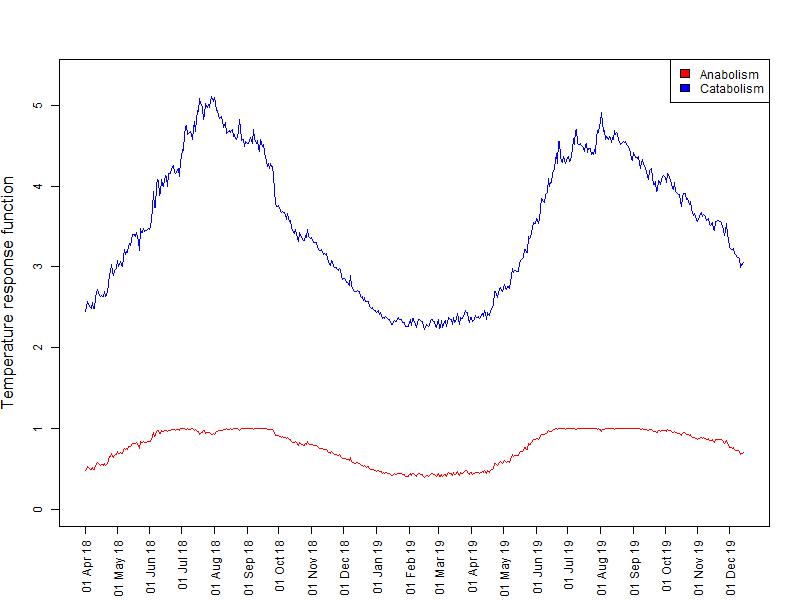 Anabolism
Catabolism
Temperature response function
5
4
3
2
1
0
01 Apr 18
01 May 18
01 Jun 18
01 Jul 18
01 Aug 18
01 Sep 18
01 Oct 18
01 Nov 18
01 Dec 18
01 Jan 19
01 Feb 19
01 Mar 19
01 Apr 19
01 May 19
01 Jun 19
01 Jul 19
01 Aug 19
01 Sep 19
01 Oct 19
01 Nov 19
01 Dec 19